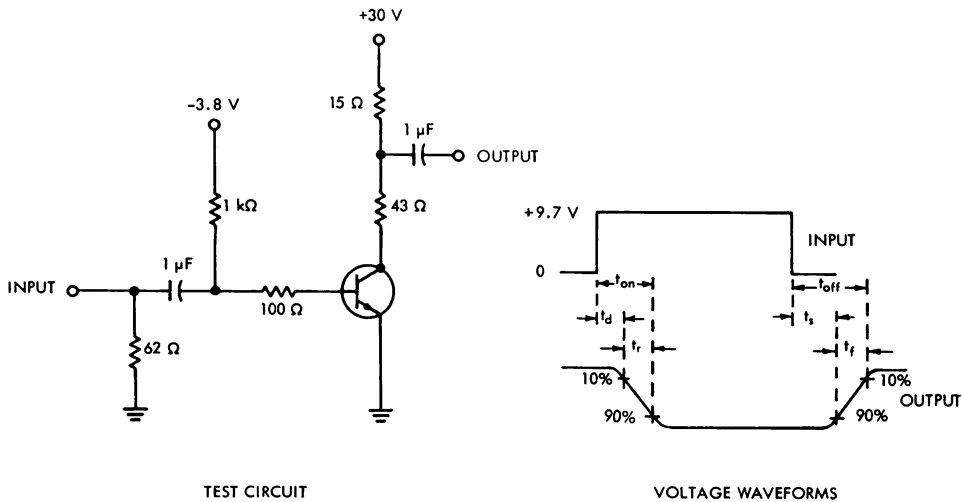 +30 V
-3.8 V
15 Ω
1 µF
OUTPUT
1 kΩ
43 Ω
1 µF
INPUT
100 Ω
62 Ω
TEST CIRCUIT
+9.7 V
INPUT
0
ton
toff
td
ts
tr
tf
10%
10%
OUTPUT
90%
90%
VOLTAGE WAVEFORMS